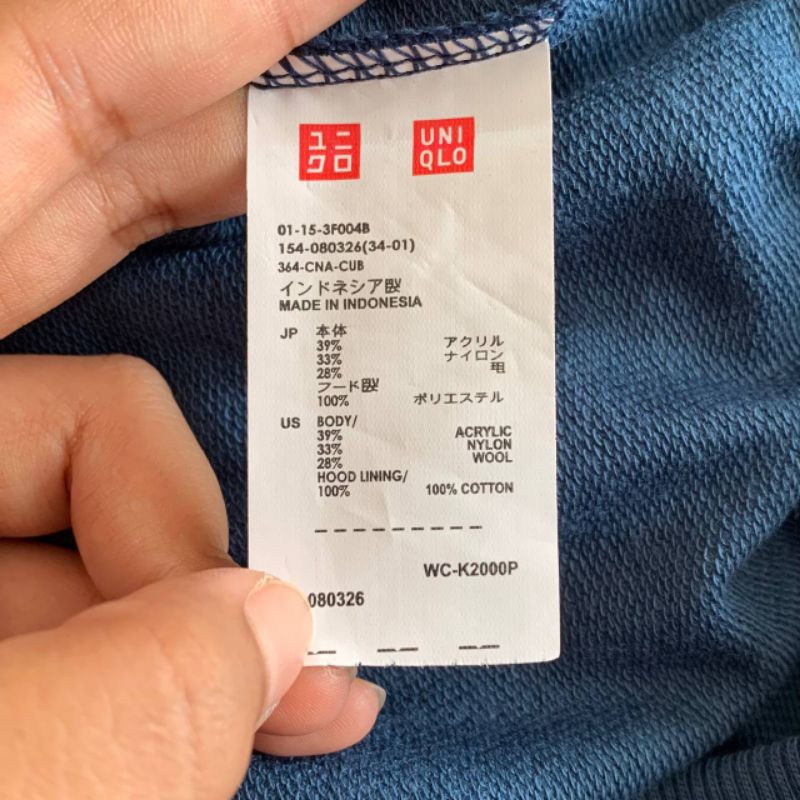 ユニ
クロ
UNI
QLO
01-15-3F004B
154-080326(34-01)
364-CNA-CUB
インドネシア製
MADE IN INDONESIA
JP 本体
39% アクリル
33% ナイロン
28%
フード
100% ポリエステル
US BODY/
39% ACRYLIC
33% NYLON
28% WOOL
HOOD LINING/
100% 100% COTTON
WC-K2000P
080326